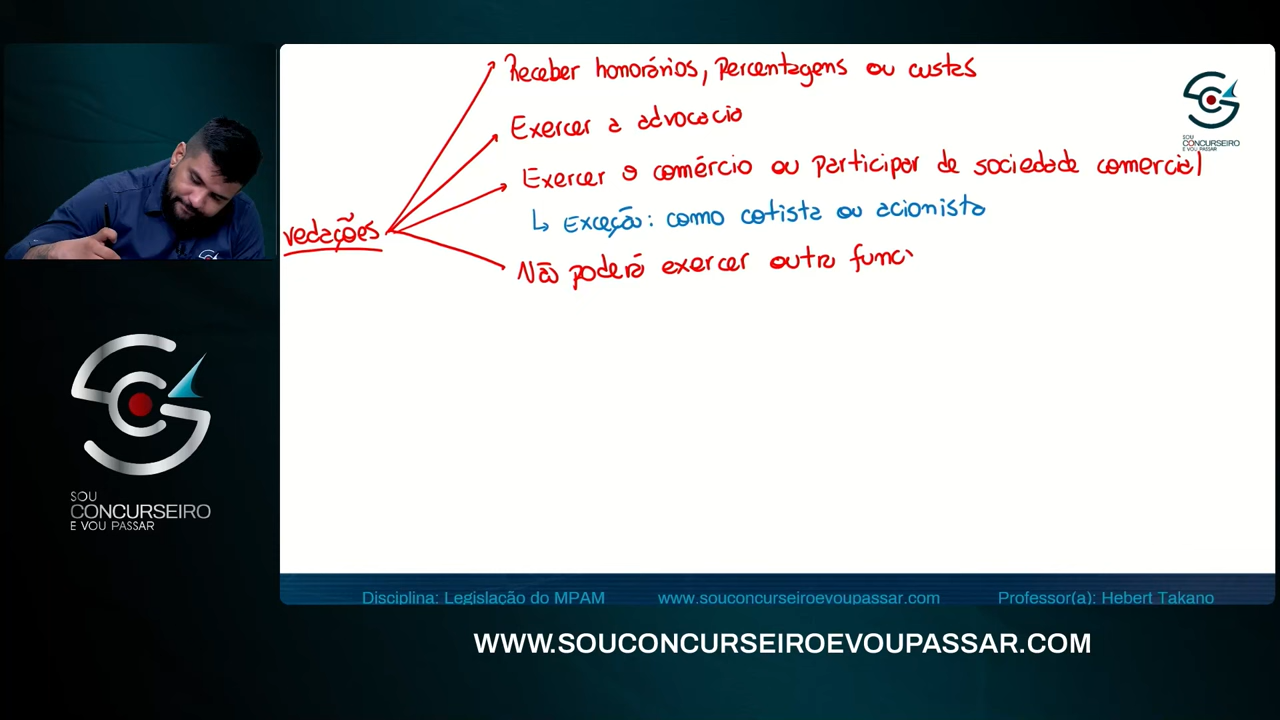 Receber honorários, percentagens ou custas
Exercer a advocacia
Exercer o comércio ou participar de sociedade comercial
↳ Exceção: como cotista ou acionista
vedações
Não poderá exercer outra func
SOU
CONCURSEIRO
E VOU PASSAR
SOU
CONCURSEIRO
E VOU PASSAR
Disciplina: Legislação do MPAM www.souconcurseiroevoupassar.com Professor(a): Hebert Takano
WWW.SOUCONCURSEIROEVOUPASSAR.COM